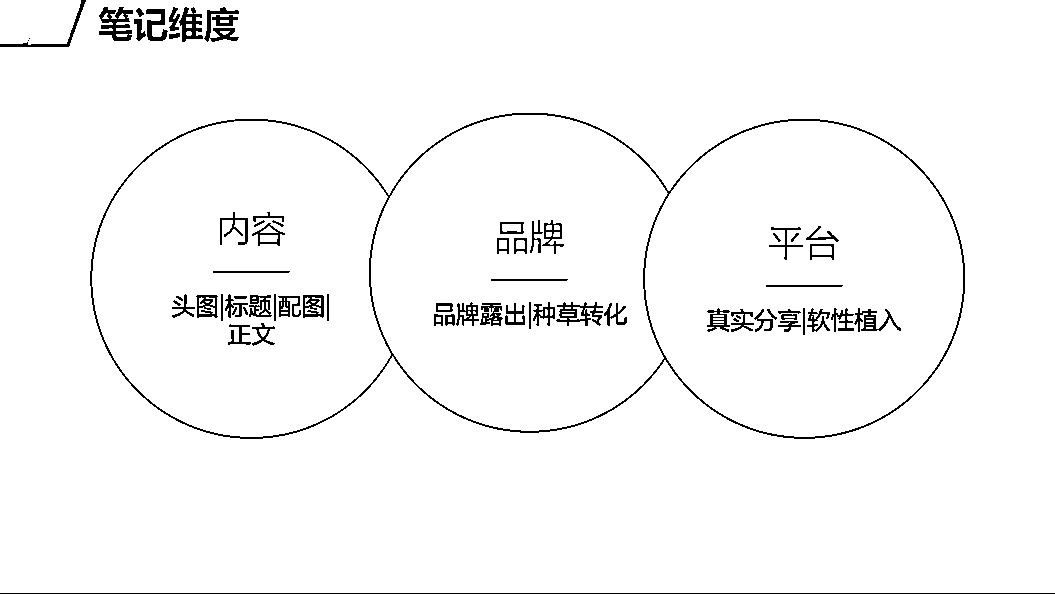 笔记维度
内容
头图|标题|配图|
正文
品牌
品牌露出|种草转化
平台
真实分享|软性植入